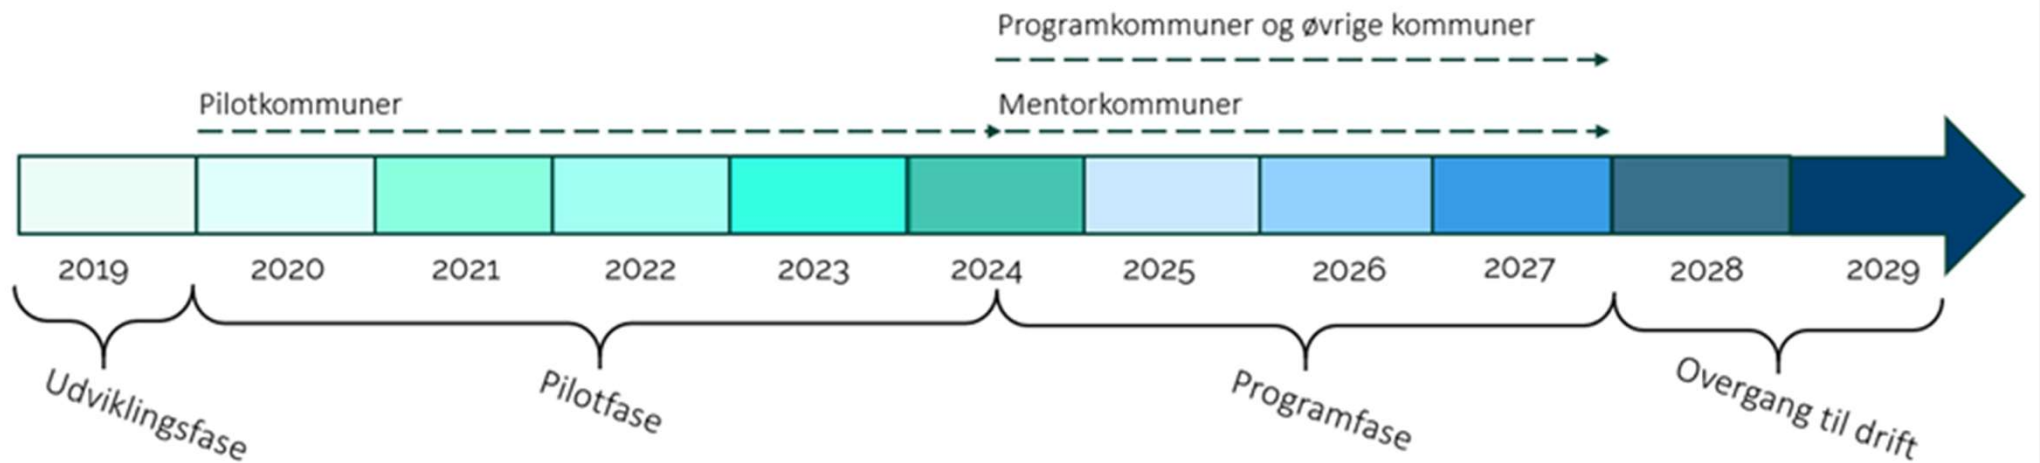 Programkommuner og øvrige kommuner
Pilotkommuner
Mentorkommuner
2019
2020
2021
2022
2023
2024
2025
2026
2027
2028
2029
Udviklingsfase
Pilotfase
Programfase
Overgang til drift